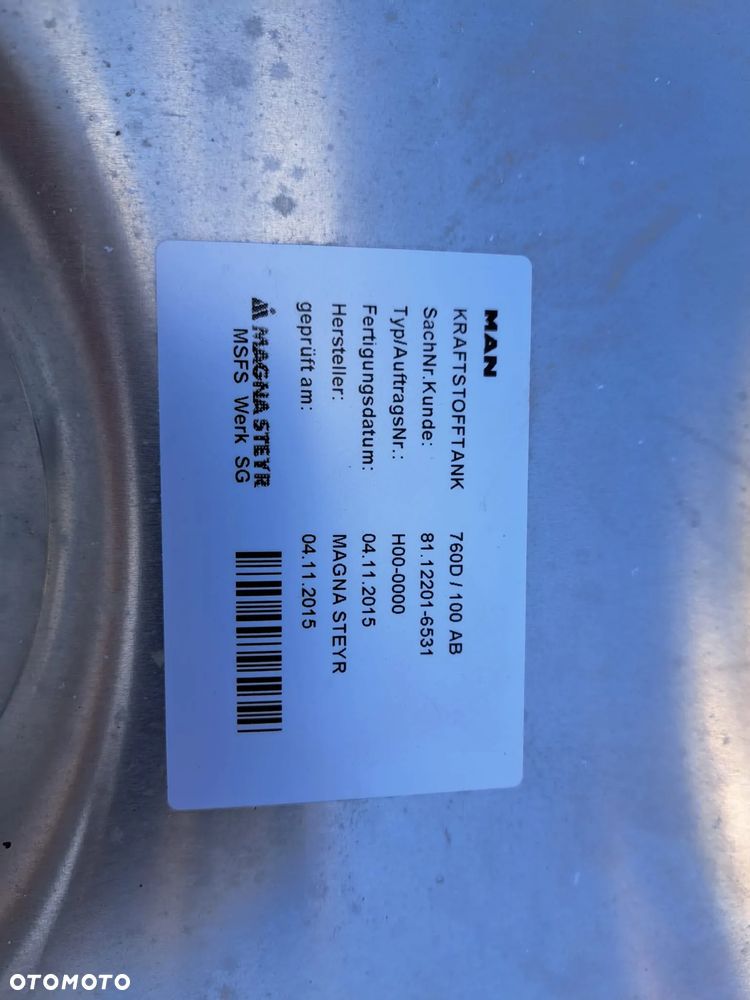 MAN
KRAFTSTOFFTANK 760D / 100 AB
SachNr.Kunde: 81.12201-6531
Typ/AuftragsNr.: H00-0000
Fertigungsdatum: 04.11.2015
Hersteller: MAGNA STEYR
geprüft am: 04.11.2015
MAGNA STEYR
MSFS Werk SG
OTOMOTO